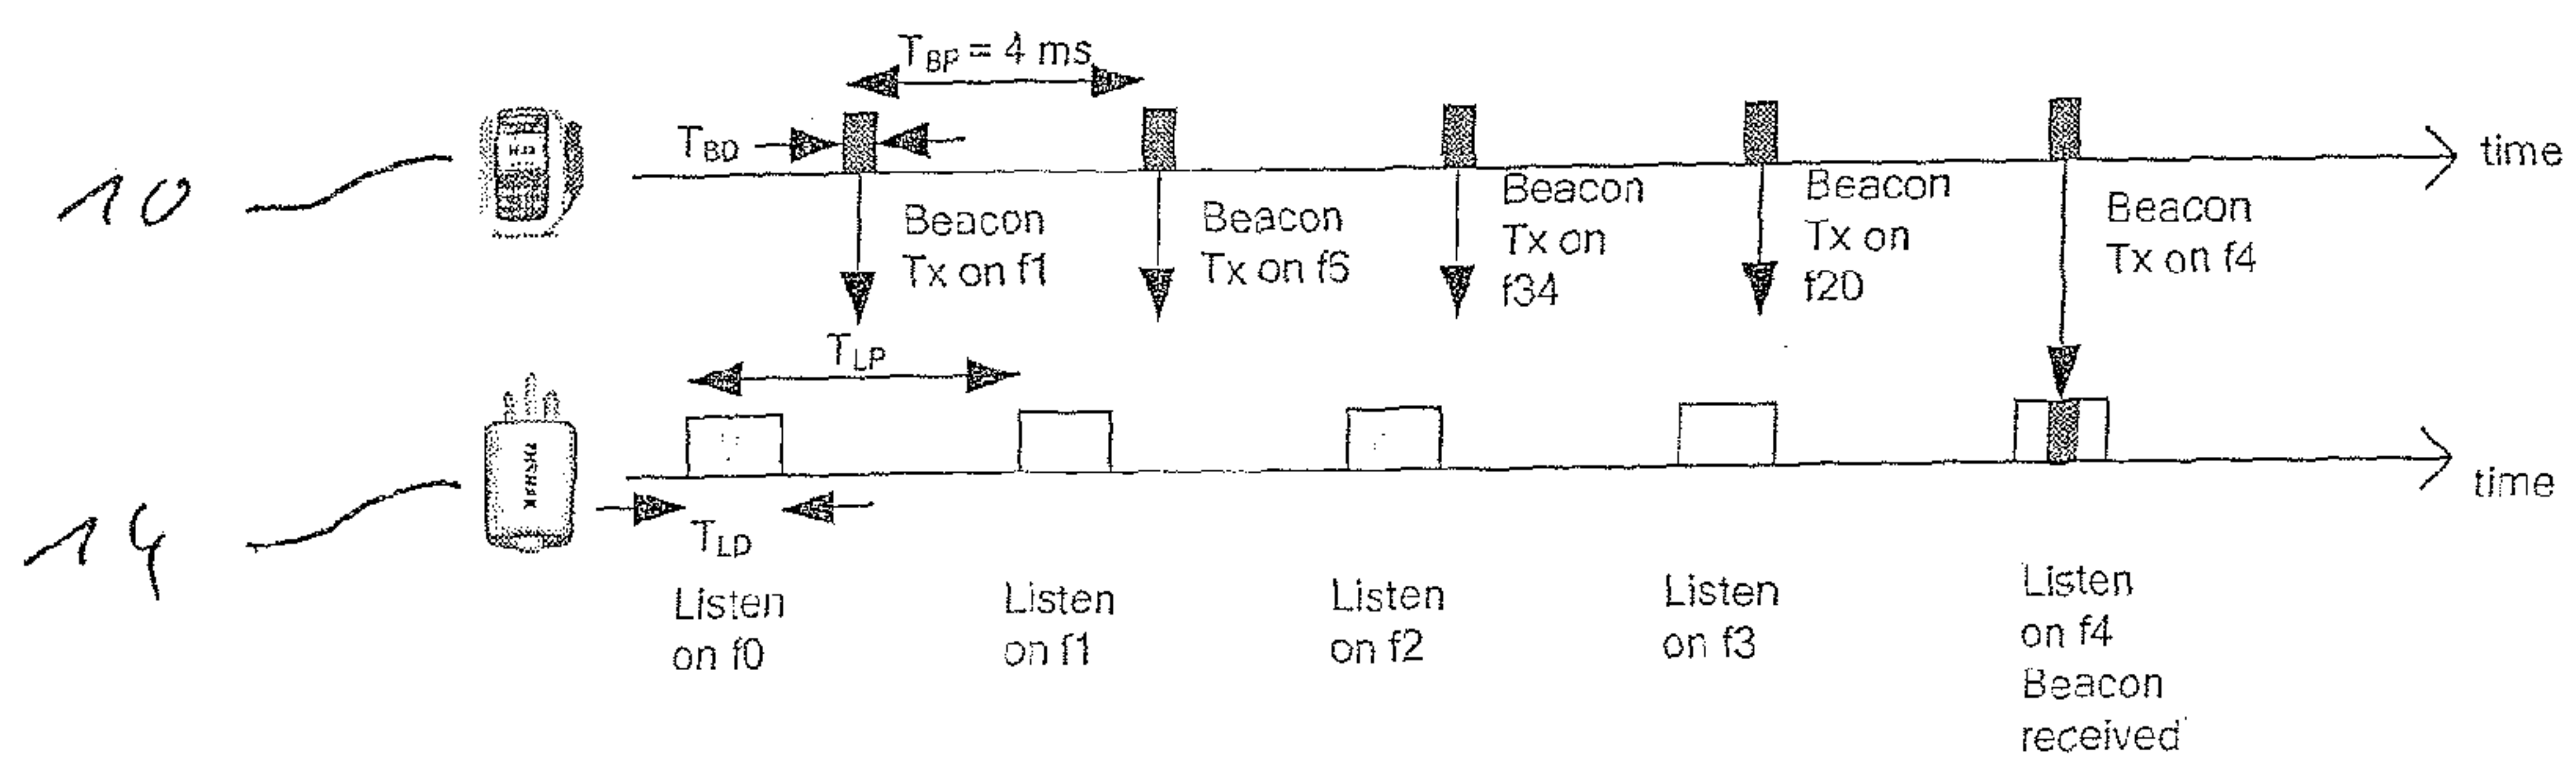 T_BP = 4 ms
T_BD
time
10
Beacon
Tx on f1
Beacon
Tx on f6
Beacon
Tx on
f34
Beacon
Tx on
f20
Beacon
Tx on f4
T_LP
time
14
T_LD
Listen
on f0
Listen
on f1
Listen
on f2
Listen
on f3
Listen
on f4
Beacon
received